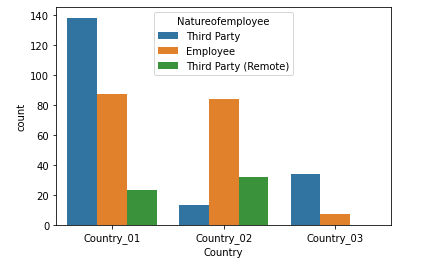 140
120
100
80
60
40
20
0
count
Natureofemployee
Third Party
Employee
Third Party (Remote)
Country_01
Country_02
Country_03
Country